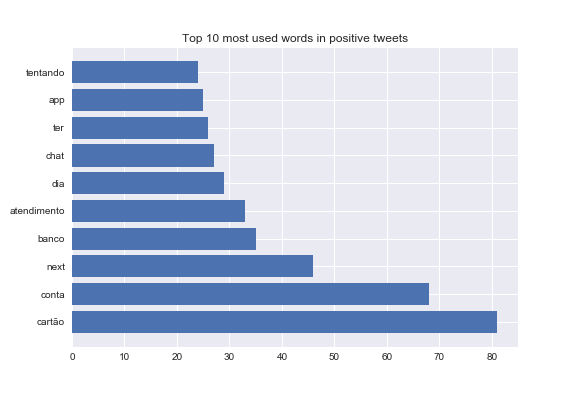 Top 10 most used words in positive tweets
tentando
app
ter
chat
dia
atendimento
banco
next
conta
cartão
0 10 20 30 40 50 60 70 80